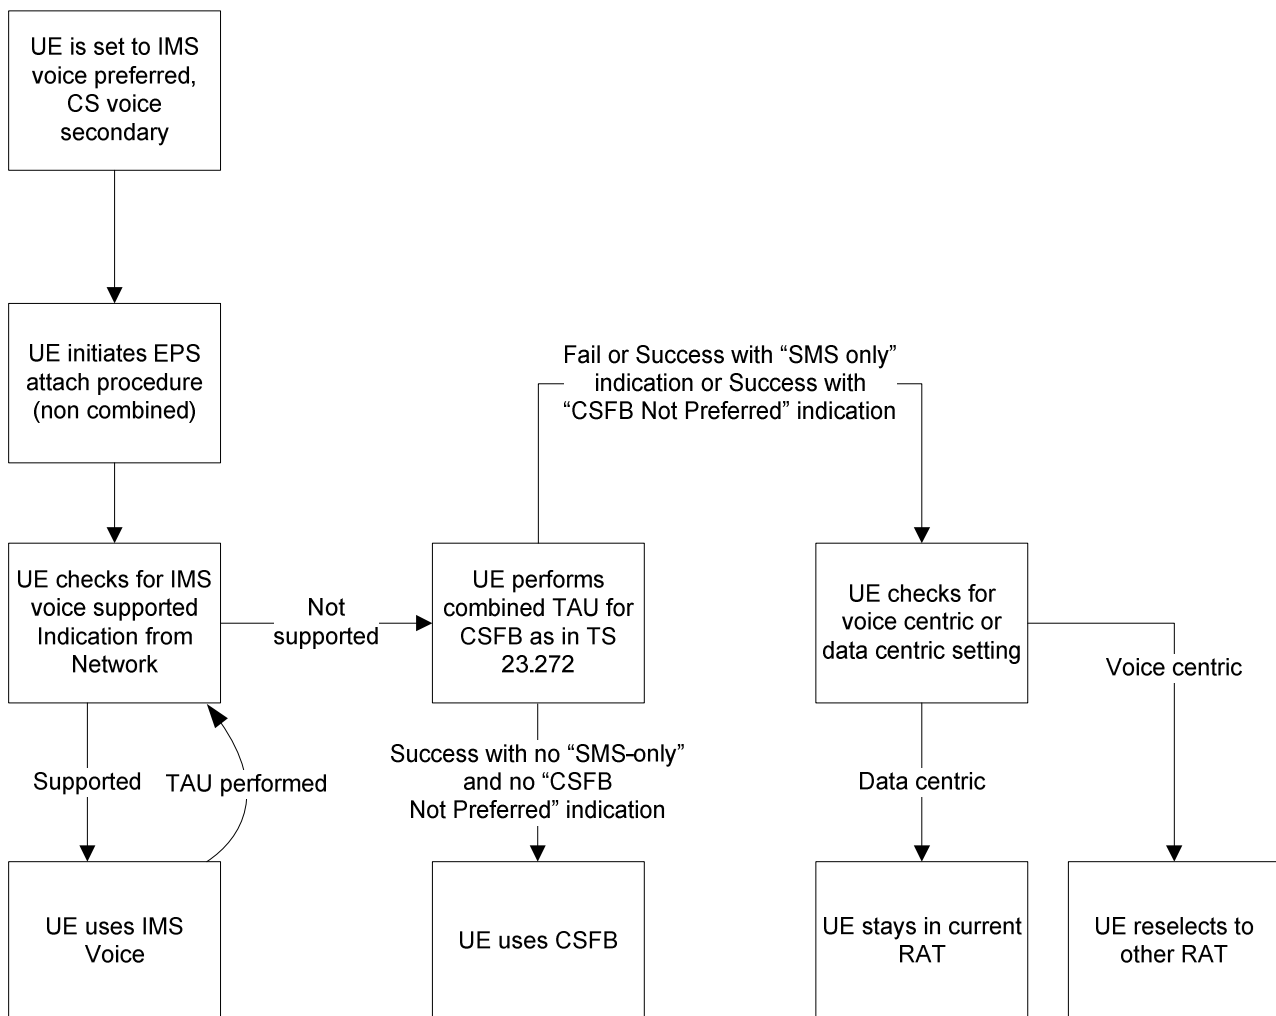 UE is set to IMS
voice preferred,
CS voice
secondary
UE initiates EPS
attach procedure
(non combined)
Fail or Success with “SMS only”
indication or Success with
“CSFB Not Preferred” indication
UE checks for IMS
voice supported
Indication from
Network
Not
supported
UE performs
combined TAU for
CSFB as in TS
23.272
UE checks for
voice centric or
data centric setting
Voice centric
Supported
TAU performed
Success with no “SMS-only”
and no “CSFB
Not Preferred” indication
Data centric
UE uses IMS
Voice
UE uses CSFB
UE stays in current
RAT
UE reselects to
other RAT